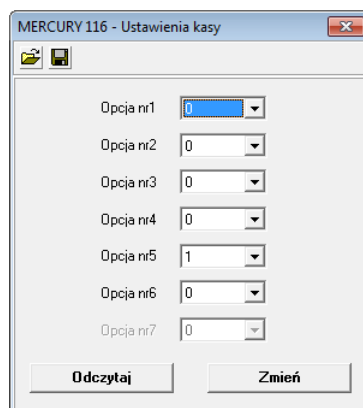 MERCURY 116 - Ustawienia kasy
Opcja nr1 0
Opcja nr2 0
Opcja nr3 0
Opcja nr4 0
Opcja nr5 1
Opcja nr6 0
Opcja nr7 0
Odczytaj Zmień